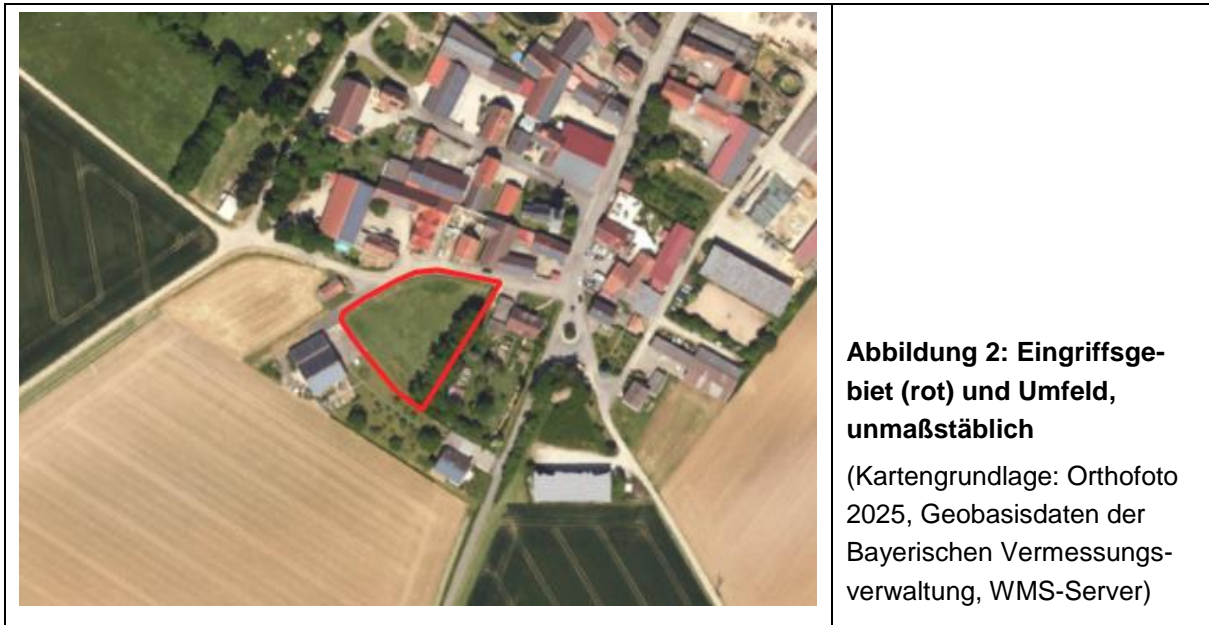 Abbildung 2: Eingriffsge-
biet (rot) und Umfeld,
unmaßstäblich
(Kartengrundlage: Orthofoto
2025, Geobasisdaten der
Bayerischen Vermessungs-
verwaltung, WMS-Server)